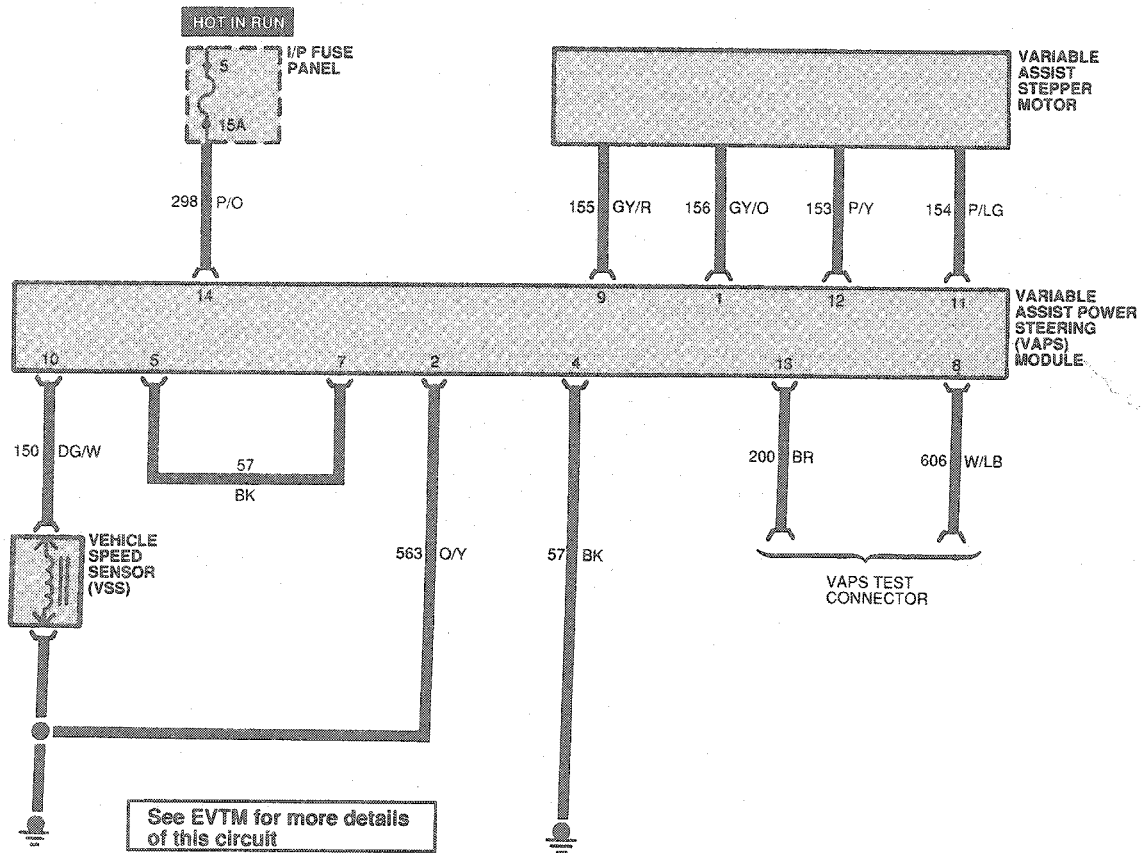 HOT IN RUN
I/P FUSE
PANEL
5
15A
VARIABLE
ASSIST
STEPPER
MOTOR
298 P/O
155 GY/R
156 GY/O
153 P/Y
154 P/LG
14
9
1
12
11
VARIABLE
ASSIST POWER
STEERING
(VAPS)
MODULE
10
5
7
2
4
13
8
150 DG/W
57
BK
200 BR
606 W/LB
VEHICLE
SPEED
SENSOR
(VSS)
563 O/Y
57 BK
VAPS TEST
CONNECTOR
See EVTM for more details
of this circuit